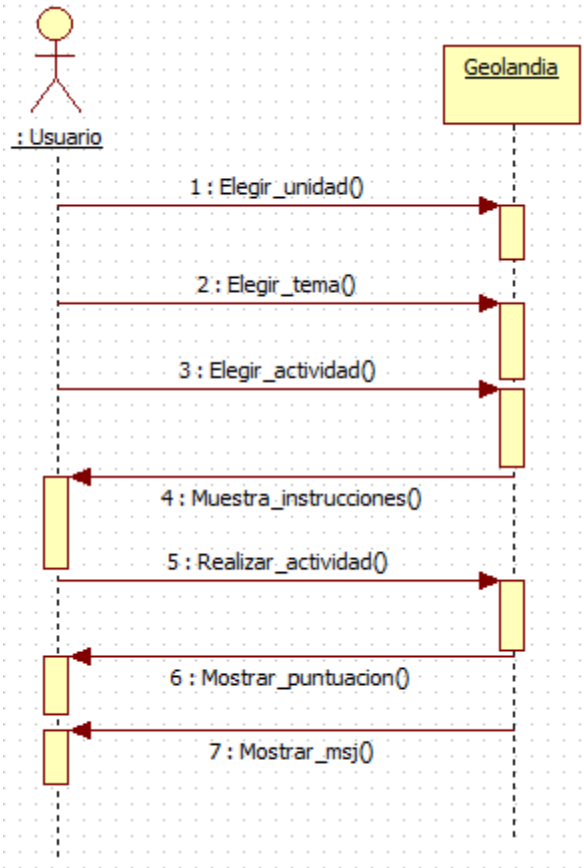 Geolandia
: Usuario
1 : Elegir_unidad()
2 : Elegir_tema()
3 : Elegir_actividad()
4 : Muestra_instrucciones()
5 : Realizar_actividad()
6 : Mostrar_puntuacion()
7 : Mostrar_msj()